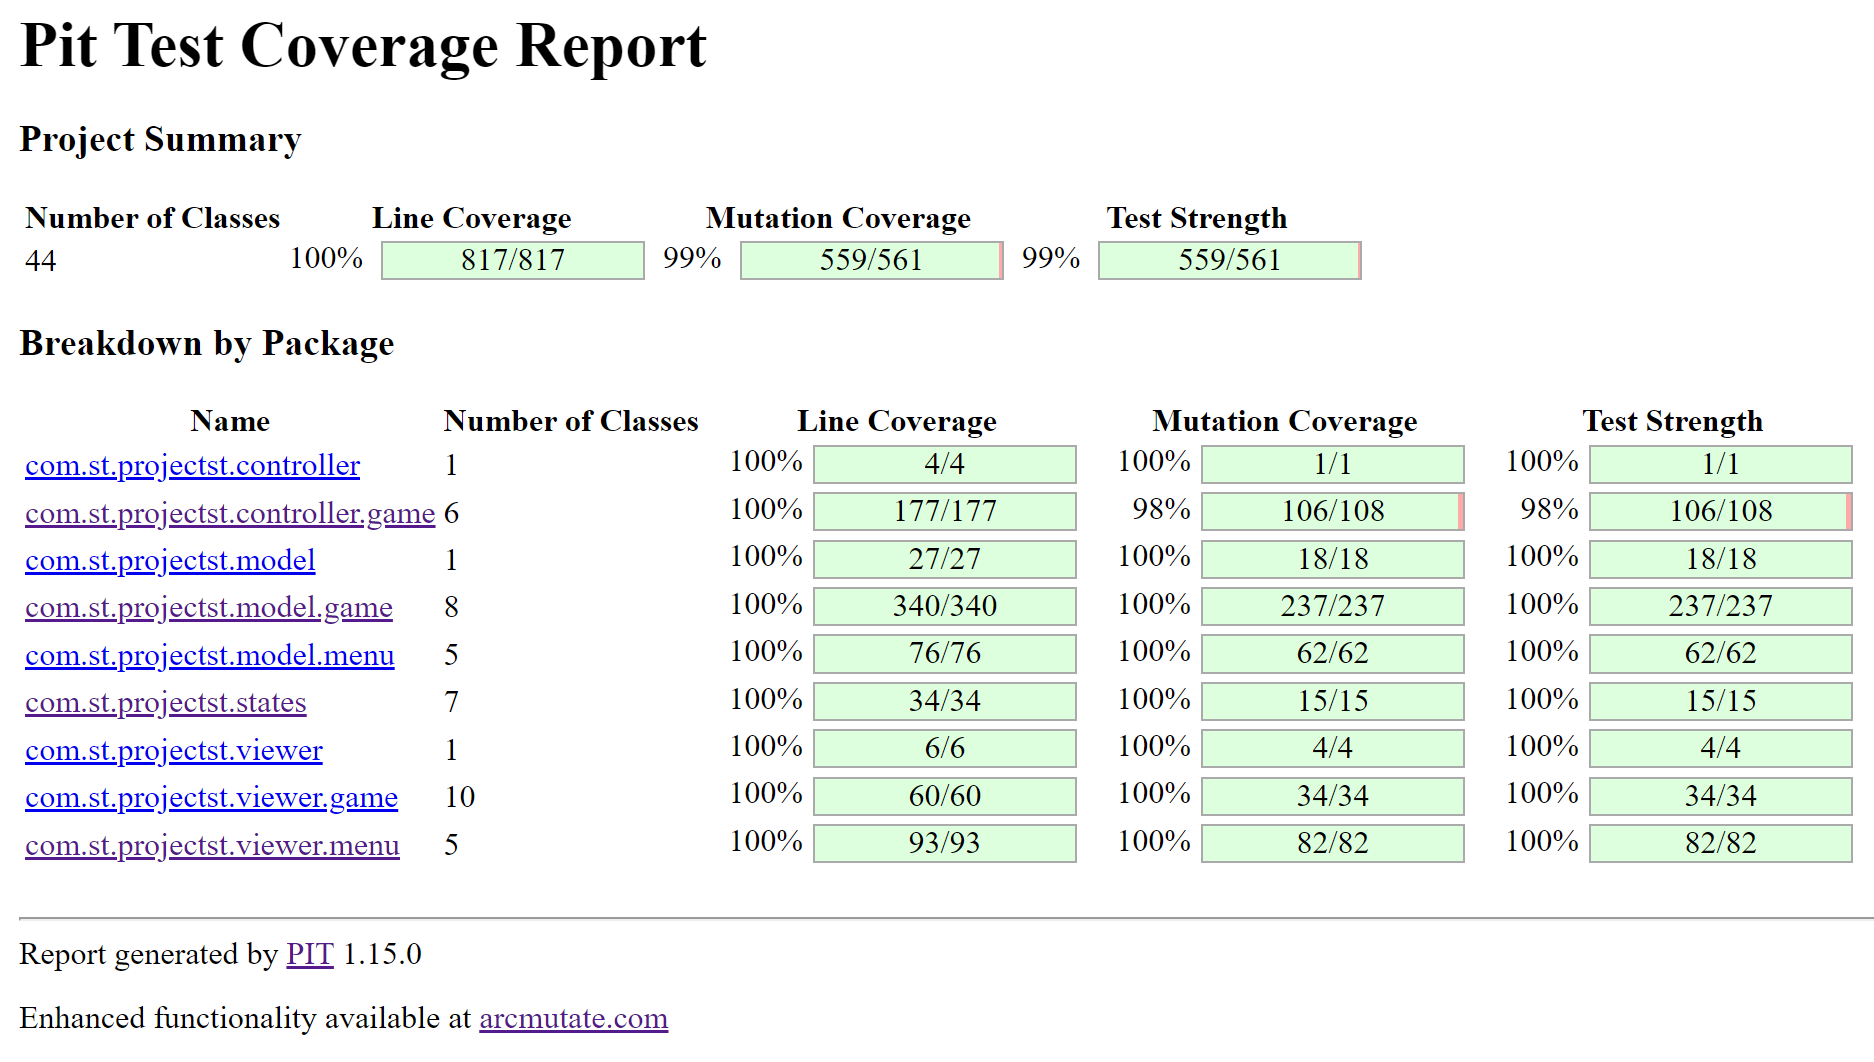 Pit Test Coverage Report
Project Summary
Number of Classes Line Coverage Mutation Coverage Test Strength
44 100% 817/817 99% 559/561 99% 559/561
Breakdown by Package
Name Number of Classes Line Coverage Mutation Coverage Test Strength
com.st.projectst.controller 1 100% 4/4 100% 1/1 100% 1/1
com.st.projectst.controller.game 6 100% 177/177 98% 106/108 98% 106/108
com.st.projectst.model 1 100% 27/27 100% 18/18 100% 18/18
com.st.projectst.model.game 8 100% 340/340 100% 237/237 100% 237/237
com.st.projectst.model.menu 5 100% 76/76 100% 62/62 100% 62/62
com.st.projectst.states 7 100% 34/34 100% 15/15 100% 15/15
com.st.projectst.viewer 1 100% 6/6 100% 4/4 100% 4/4
com.st.projectst.viewer.game 10 100% 60/60 100% 34/34 100% 34/34
com.st.projectst.viewer.menu 5 100% 93/93 100% 82/82 100% 82/82
Report generated by PIT 1.15.0
Enhanced functionality available at arcmutate.com